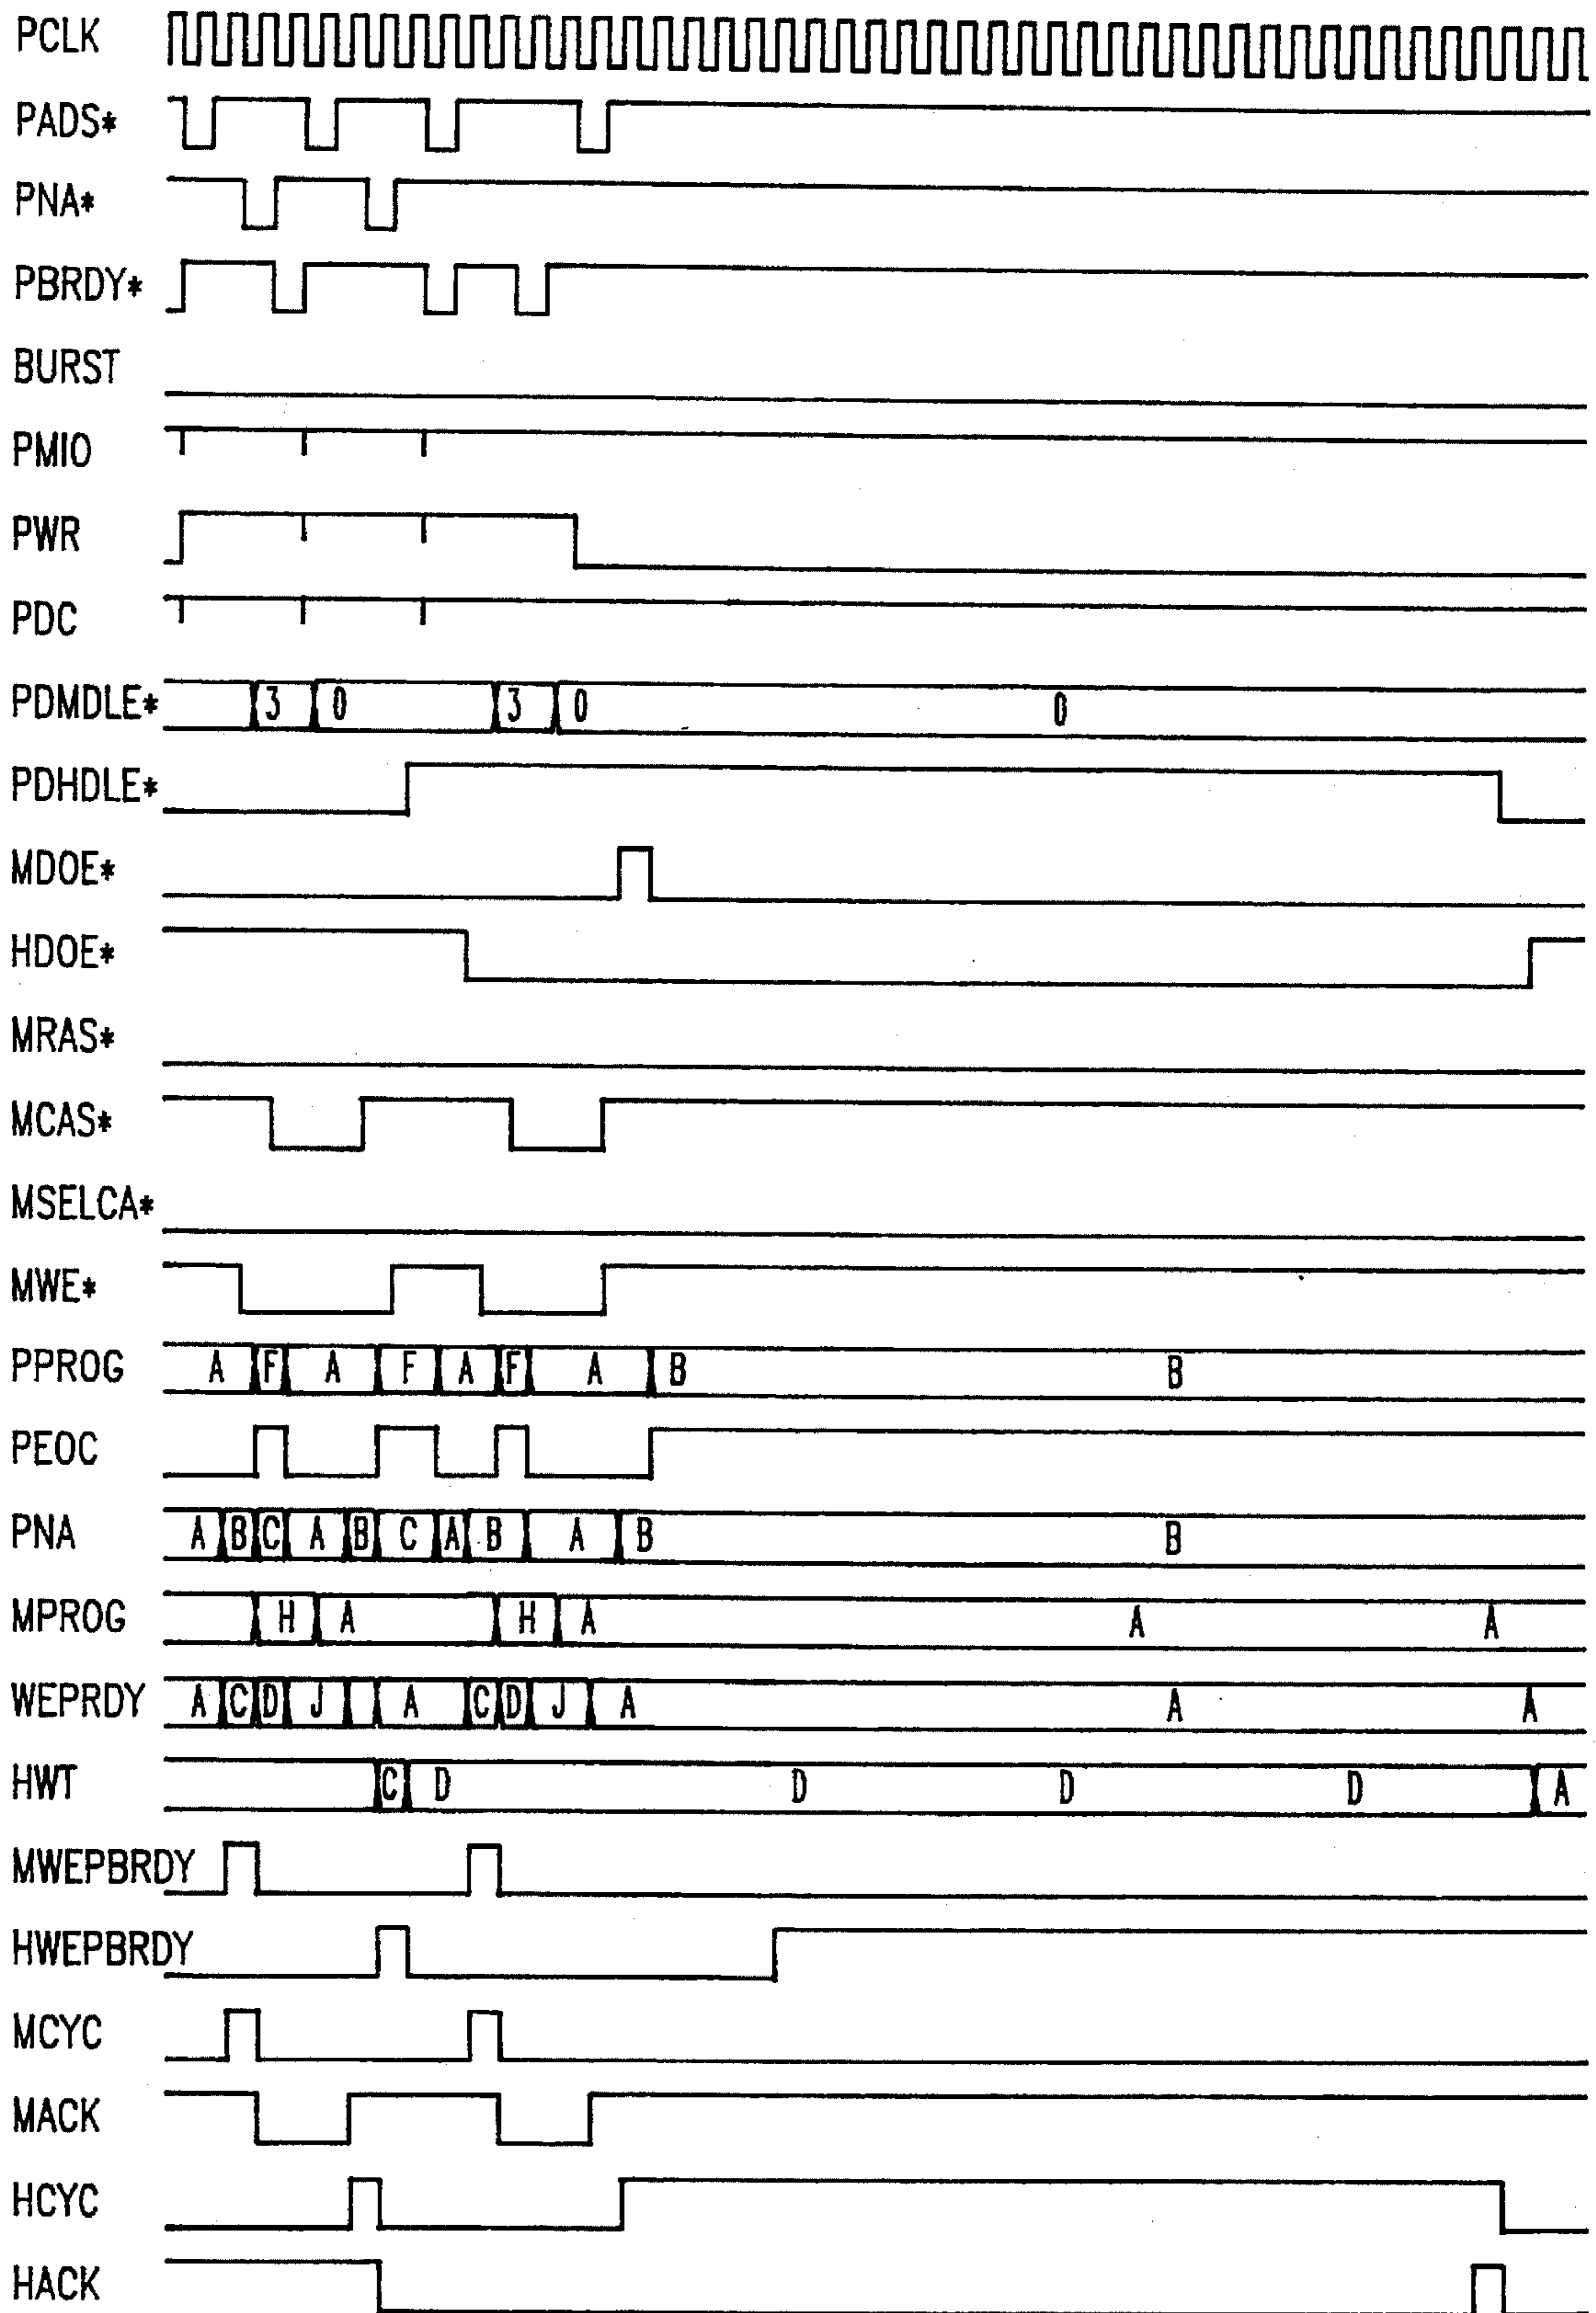 PCLK
PADS*
PNA*
PBRDY*
BURST
PMIO
PWR
PDC
PDMDLE* 3 0 3 0 0
PDHDLE*
MDOE*
HDOE*
MRAS*
MCAS*
MSELCA*
MWE*
PPROG A F A F A F A B B
PEOC
PNA A B C A B C A B A B B
MPROG H A H A A A
WEPRDY A C D J A C D J A A A
HWT C D D D D A
MWEPBRDY
HWEPBRDY
MCYC
MACK
HCYC
HACK